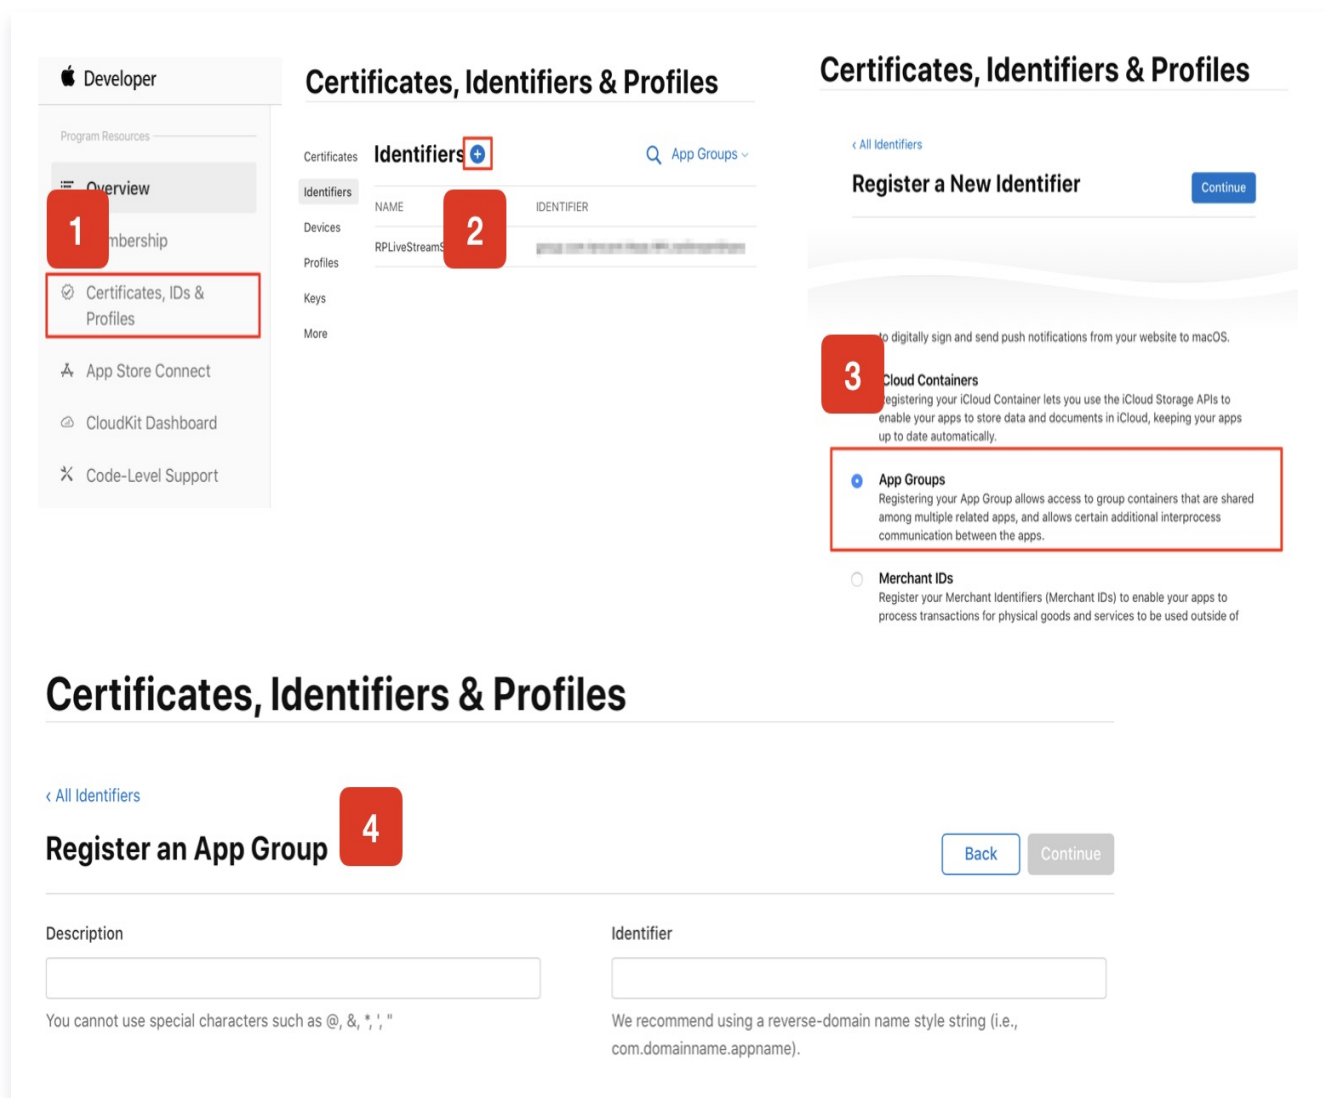 Developer
Program Resources
Overview
1
mbership
Certificates, IDs &
Profiles
App Store Connect
CloudKit Dashboard
Code-Level Support
Certificates, Identifiers & Profiles
Certificates
Identifiers
Devices
Profiles
Keys
More
Identifiers
App Groups
NAME
IDENTIFIER
2
RPLiveStreamS
Certificates, Identifiers & Profiles
‹ All Identifiers
Register a New Identifier
Continue
to digitally sign and send push notifications from your website to macOS.
3
iCloud Containers
Registering your iCloud Container lets you use the iCloud Storage APIs to
enable your apps to store data and documents in iCloud, keeping your apps
up to date automatically.
App Groups
Registering your App Group allows access to group containers that are shared
among multiple related apps, and allows certain additional interprocess
communication between the apps.
Merchant IDs
Register your Merchant Identifiers (Merchant IDs) to enable your apps to
process transactions for physical goods and services to be used outside of
Certificates, Identifiers & Profiles
‹ All Identifiers
4
Register an App Group
Back
Continue
Description
You cannot use special characters such as @, &, *, ', "
Identifier
We recommend using a reverse-domain name style string (i.e.,
com.domainname.appname).